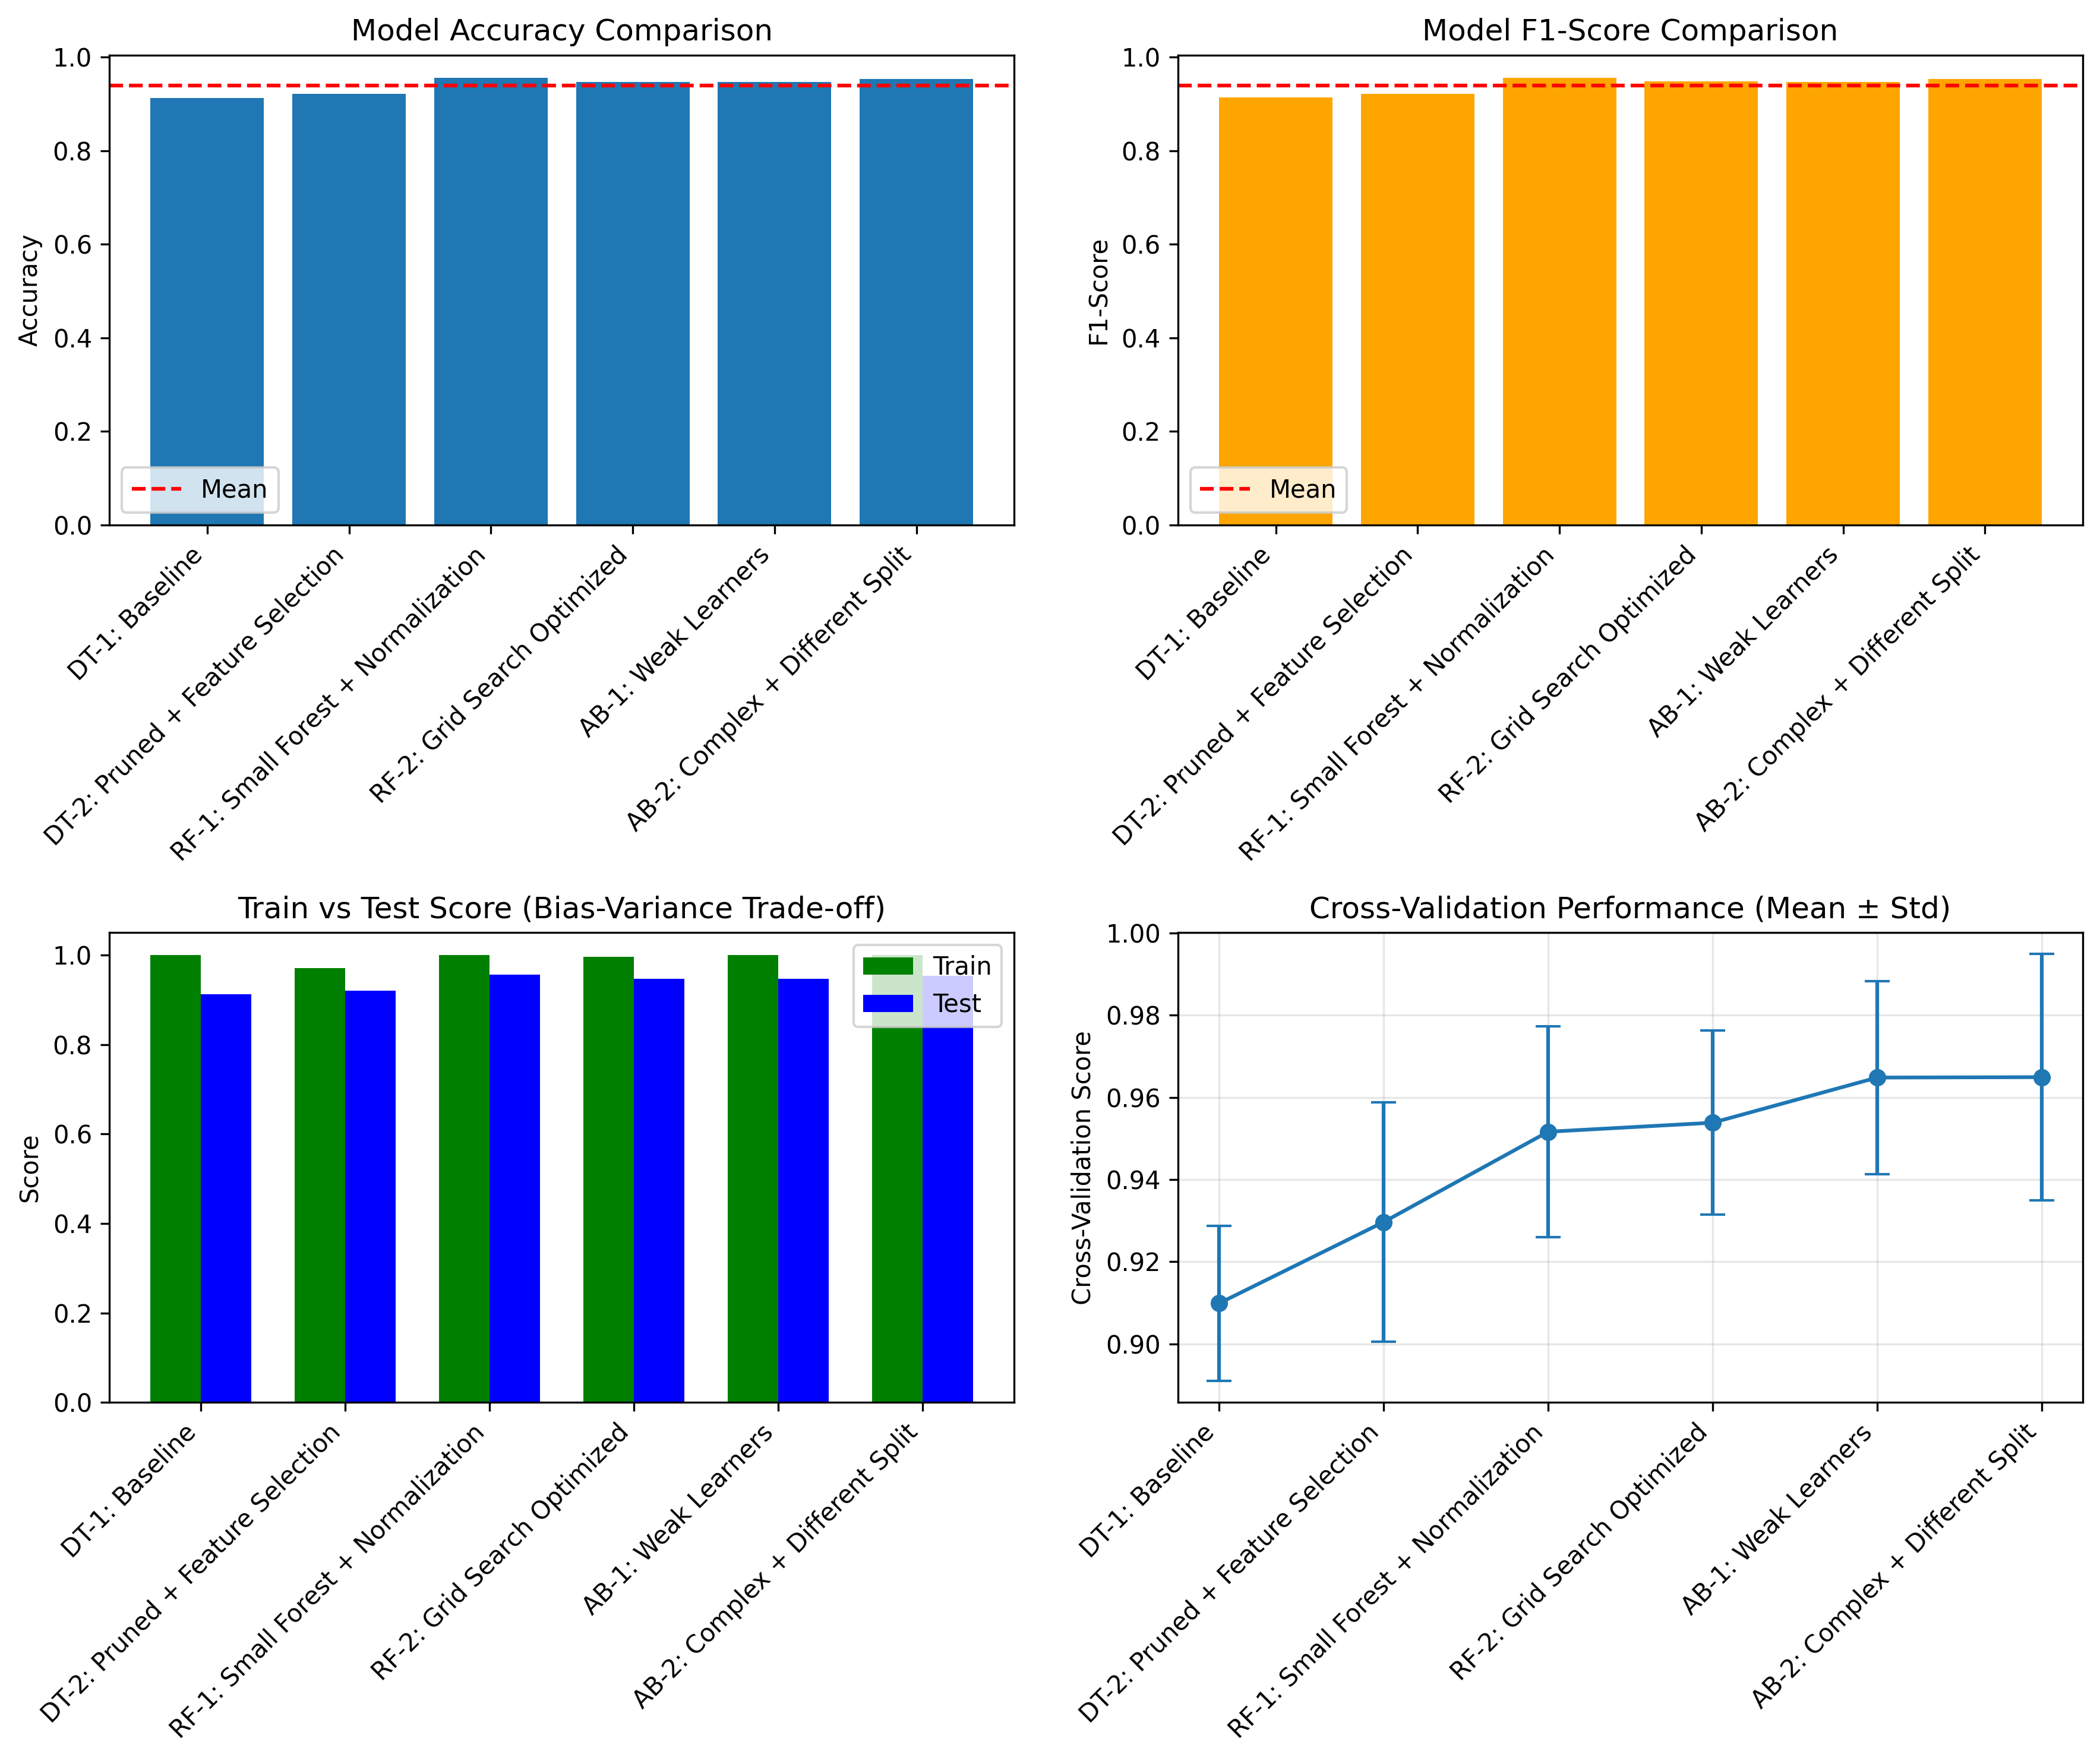 Model Accuracy Comparison
Accuracy
1.0
0.8
0.6
0.4
0.2
0.0
Mean
DT-1: Baseline
DT-2: Pruned + Feature Selection
RF-1: Small Forest + Normalization
RF-2: Grid Search Optimized
AB-1: Weak Learners
AB-2: Complex + Different Split
Model F1-Score Comparison
F1-Score
1.0
0.8
0.6
0.4
0.2
0.0
Mean
DT-1: Baseline
DT-2: Pruned + Feature Selection
RF-1: Small Forest + Normalization
RF-2: Grid Search Optimized
AB-1: Weak Learners
AB-2: Complex + Different Split
Train vs Test Score (Bias-Variance Trade-off)
Score
1.0
0.8
0.6
0.4
0.2
0.0
Train
Test
DT-1: Baseline
DT-2: Pruned + Feature Selection
RF-1: Small Forest + Normalization
RF-2: Grid Search Optimized
AB-1: Weak Learners
AB-2: Complex + Different Split
Cross-Validation Performance (Mean ± Std)
Cross-Validation Score
1.00
0.98
0.96
0.94
0.92
0.90
DT-1: Baseline
DT-2: Pruned + Feature Selection
RF-1: Small Forest + Normalization
RF-2: Grid Search Optimized
AB-1: Weak Learners
AB-2: Complex + Different Split